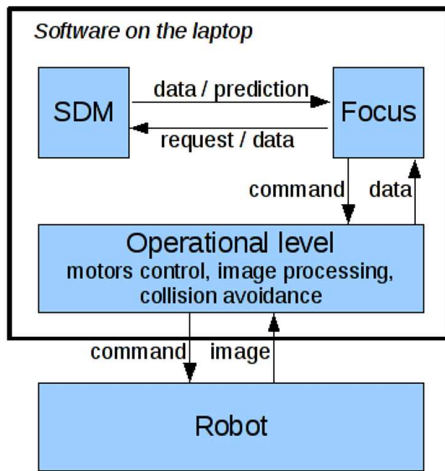 Software on the laptop
data / prediction
SDM
Focus
request / data
command data
Operational level
motors control, image processing,
collision avoidance
command image
Robot